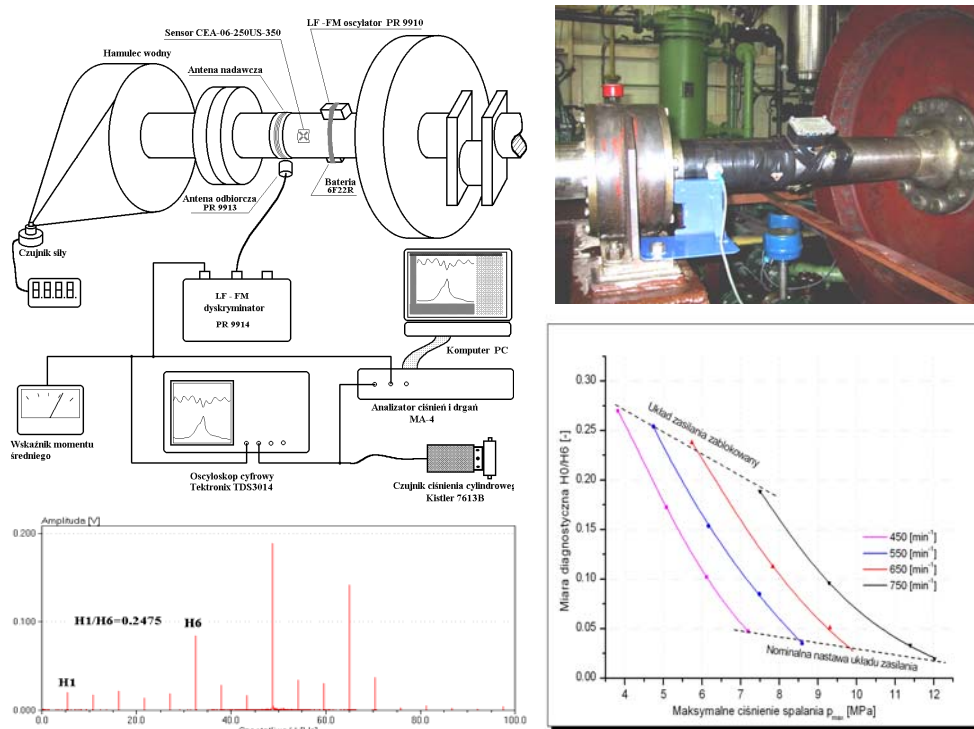 LF -FM oscylator PR 9910
Sensor CEA-06-250US-350
Hamulec wodny
Antena nadawcza
Bateria
6F22R
Antena odbiorcza
PR 9913
Czujnik siły
8.8.8.8.
LF - FM
dyskryminator
PR 9914
Komputer PC
Analizator ciśnień i drgań
MA-4
Wskaźnik momentu
średniego
Oscyloskop cyfrowy
Tektronix TDS3014
Czujnik ciśnienia cylindroweg
Kistler 7613B
Amplitude [V]
0.200
0.100
0.000
H1/H6=0.2475
H6
H1
0.0 20.0 40.0 60.0 80.0 100.0
Miara diagnostyczna H0/H6 [-]
0.30
0.25
0.20
0.15
0.10
0.05
0.00
Układ zasilania zablokowany
450 [min⁻¹]
550 [min⁻¹]
650 [min⁻¹]
750 [min⁻¹]
Nominalna nastawa układu zasilania
4 5 6 7 8 9 10 11 12
Maksymalne ciśnienie spalania pmax [MPa]